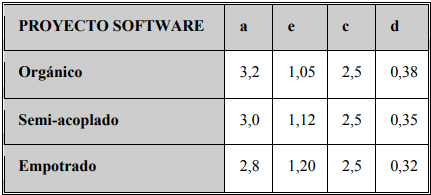 PROYECTO SOFTWARE a e c d
Orgánico 3,2 1,05 2,5 0,38
Semi-acoplado 3,0 1,12 2,5 0,35
Empotrado 2,8 1,20 2,5 0,32